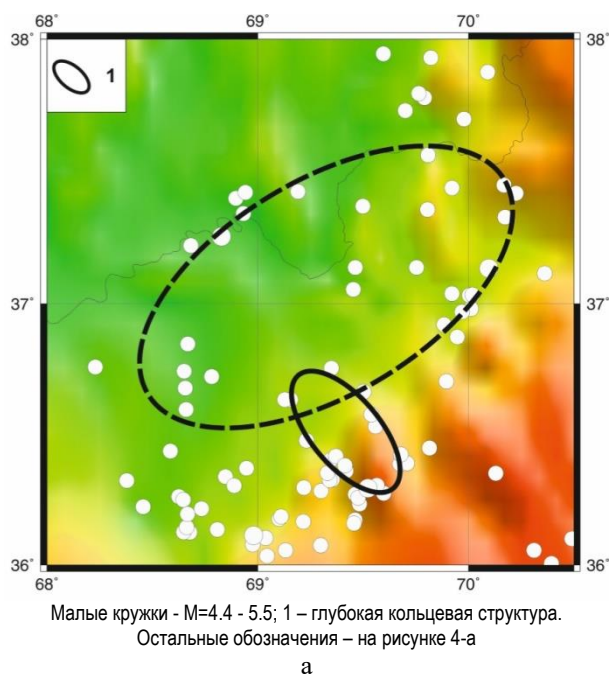 68° 69° 70°
38° 38°
1
37° 37°
36° 36°
68° 69° 70°
Малые кружки - М=4.4 - 5.5; 1 – глубокая кольцевая структура.
Остальные обозначения – на рисунке 4-а
а